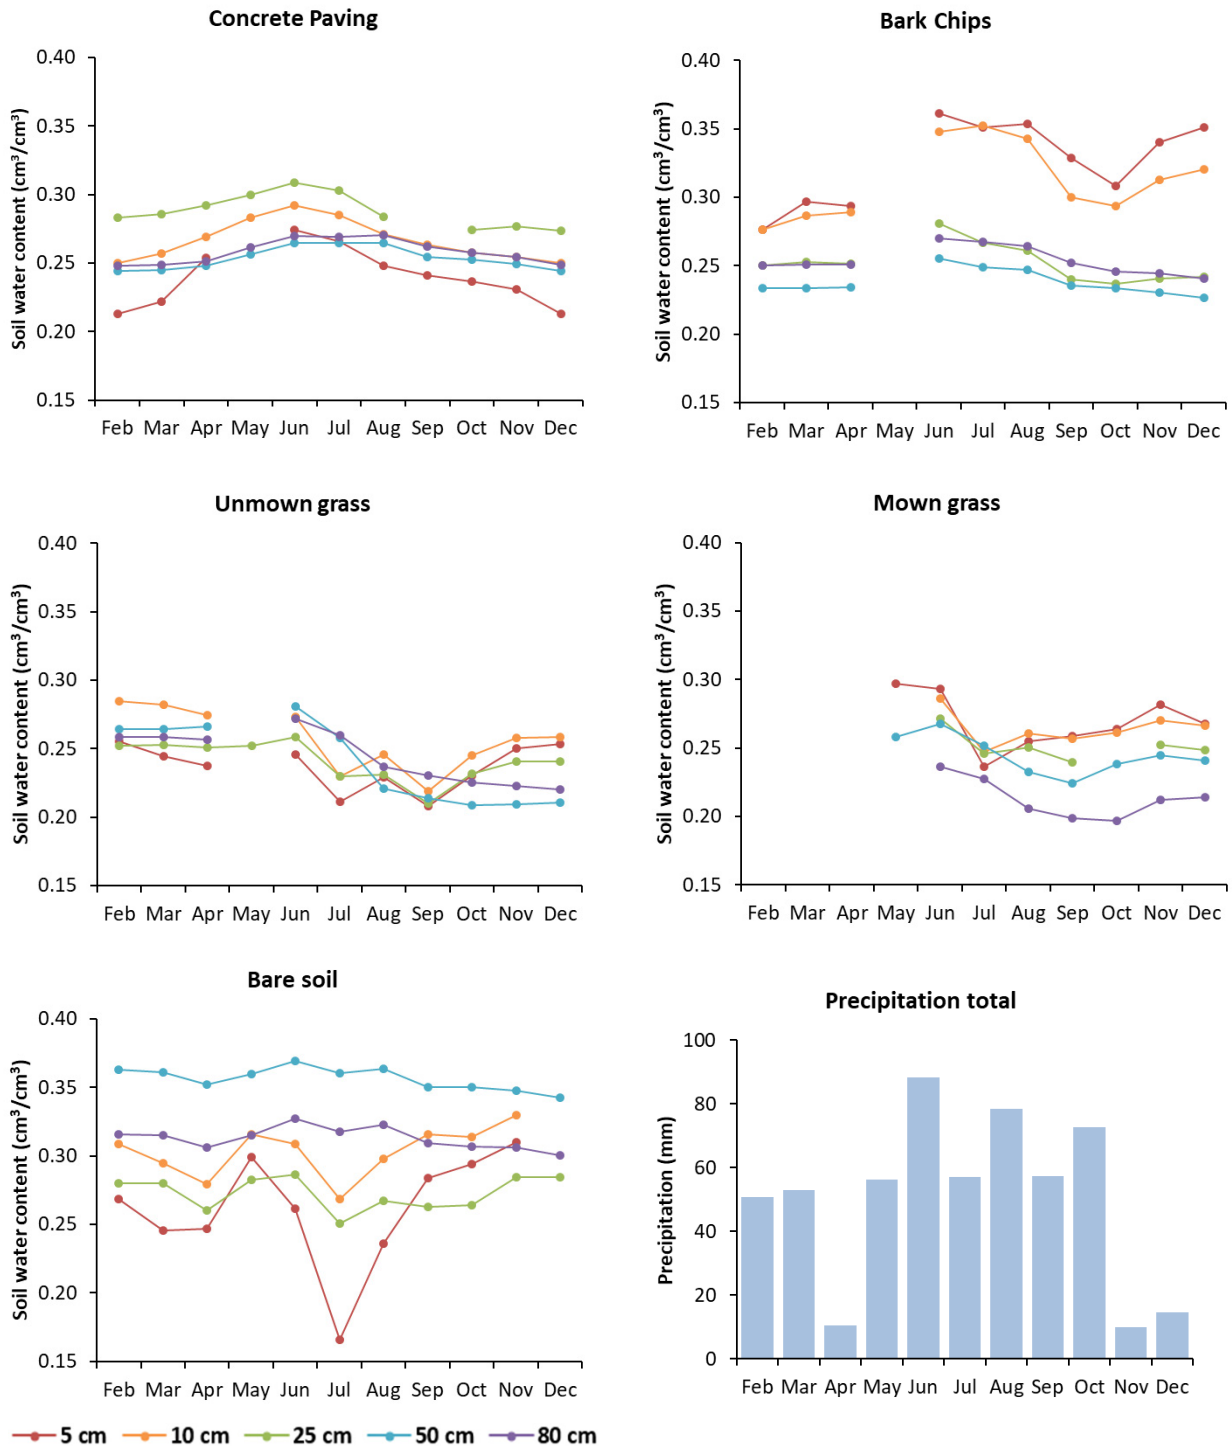 Concrete Paving
Soil water content (cm³/cm³)
0.40
0.35
0.30
0.25
0.20
0.15
Feb Mar Apr May Jun Jul Aug Sep Oct Nov Dec
Bark Chips
Soil water content (cm³/cm³)
0.40
0.35
0.30
0.25
0.20
0.15
Feb Mar Apr May Jun Jul Aug Sep Oct Nov Dec
Unmown grass
Soil water content (cm³/cm³)
0.40
0.35
0.30
0.25
0.20
0.15
Feb Mar Apr May Jun Jul Aug Sep Oct Nov Dec
Mown grass
Soil water content (cm³/cm³)
0.40
0.35
0.30
0.25
0.20
0.15
Feb Mar Apr May Jun Jul Aug Sep Oct Nov Dec
Bare soil
Soil water content (cm³/cm³)
0.40
0.35
0.30
0.25
0.20
0.15
Feb Mar Apr May Jun Jul Aug Sep Oct Nov Dec
Precipitation total
Precipitation (mm)
100
80
60
40
20
0
Feb Mar Apr May Jun Jul Aug Sep Oct Nov Dec
5 cm 10 cm 25 cm 50 cm 80 cm